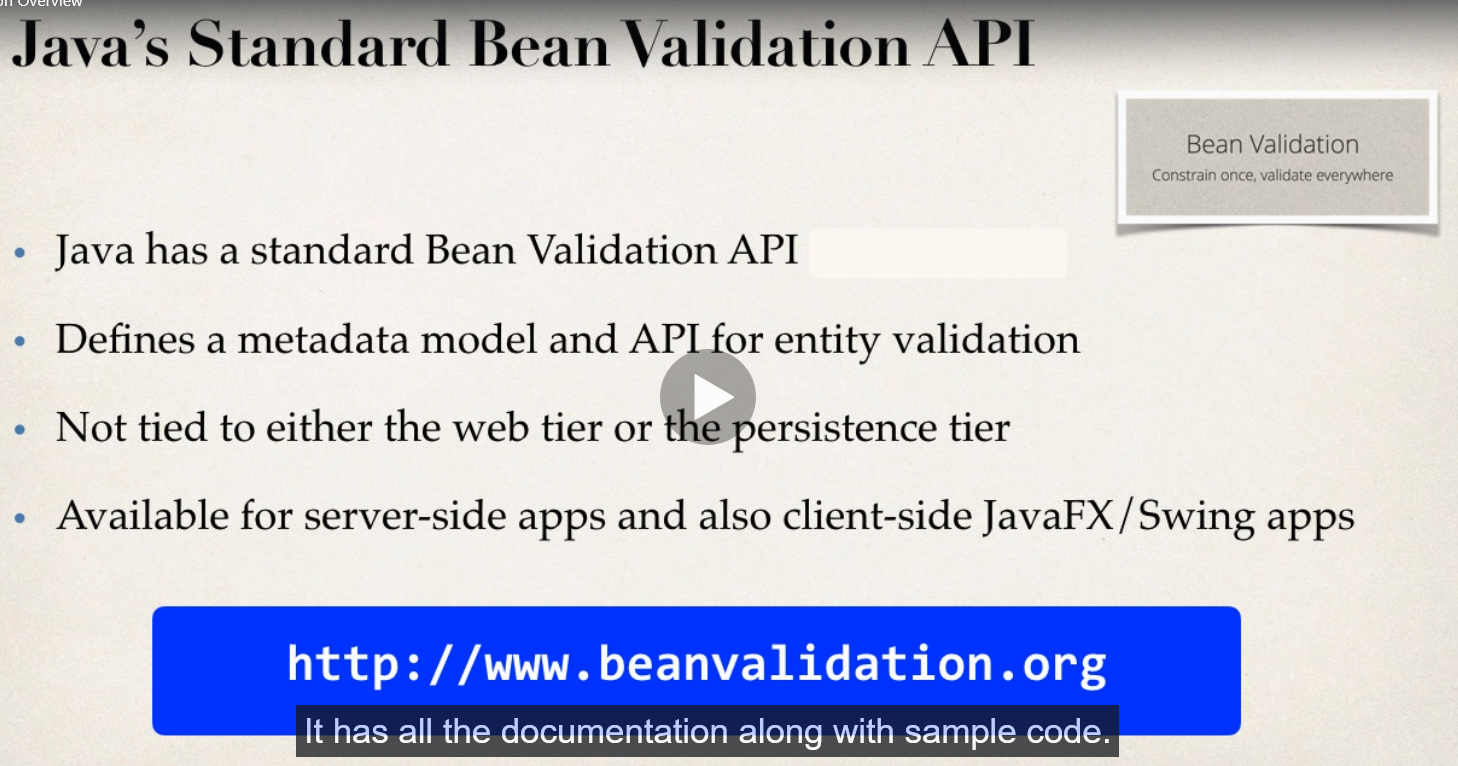 on Overview
Java's Standard Bean Validation API
Bean Validation
Constrain once, validate everywhere
• Java has a standard Bean Validation API
• Defines a metadata model and API for entity validation
• Not tied to either the web tier or the persistence tier
• Available for server-side apps and also client-side JavaFX/Swing apps
http://www.beanvalidation.org
It has all the documentation along with sample code.